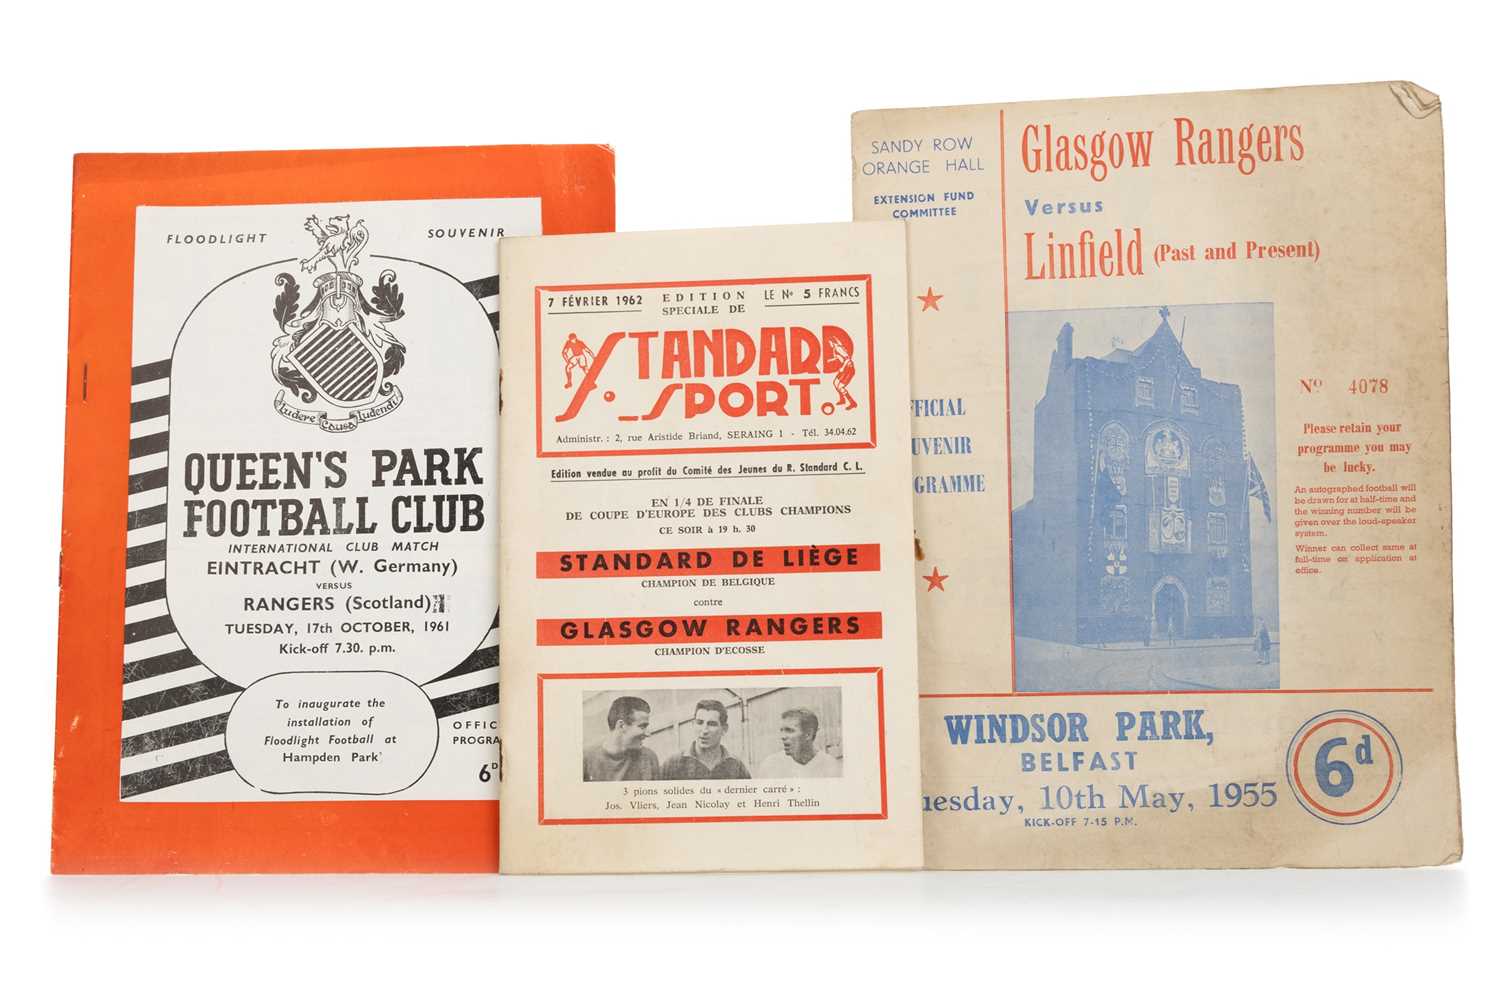 FLOODLIGHT SOUVENIR
Ludere Causa Ludendi
QUEEN'S PARK
FOOTBALL CLUB
INTERNATIONAL CLUB MATCH
EINTRACHT (W. Germany)
VERSUS
RANGERS (Scotland)
TUESDAY, 17th OCTOBER, 1961
Kick-off 7.30. p.m.
To inaugurate the
installation of
Floodlight Football at
Hampden Park'
OFFIC
PROGRA
6D
7 FÉVRIER 1962
EDITION
SPECIALE DE
LE No 5 FRANCS
STANDARD
SPORT.
Administr. : 2, rue Aristide Briand, SERAING 1 - Tél. 34.04.62
Edition vendue au profit du Comité des Jeunes du R. Standard C. L.
EN 1/4 DE FINALE
DE COUPE D'EUROPE DES CLUBS CHAMPIONS
CE SOIR à 19 h. 30
STANDARD DE LIÈGE
CHAMPION DE BELGIQUE
contre
GLASGOW RANGERS
CHAMPION D'ECOSSE
3 pions solides du « dernier carré » :
Jos. Vliers, Jean Nicolay et Henri Thellin
SANDY ROW
ORANGE HALL
EXTENSION FUND
COMMITTEE
FFICIAL
UVENIR
GRAMME
Glasgow Rangers
Versus
Linfield (Past and Present)
No 4078
Please retain your
programme you may
be lucky.
An autographed football will
be drawn for at half-time and
the winning number will be
given over the loud-speaker
system.
Winner can collect same at
full-time on application at
office.
WINDSOR PARK,
BELFAST
uesday, 10th May, 1955
KICK-OFF 7-15 P.M.
6d